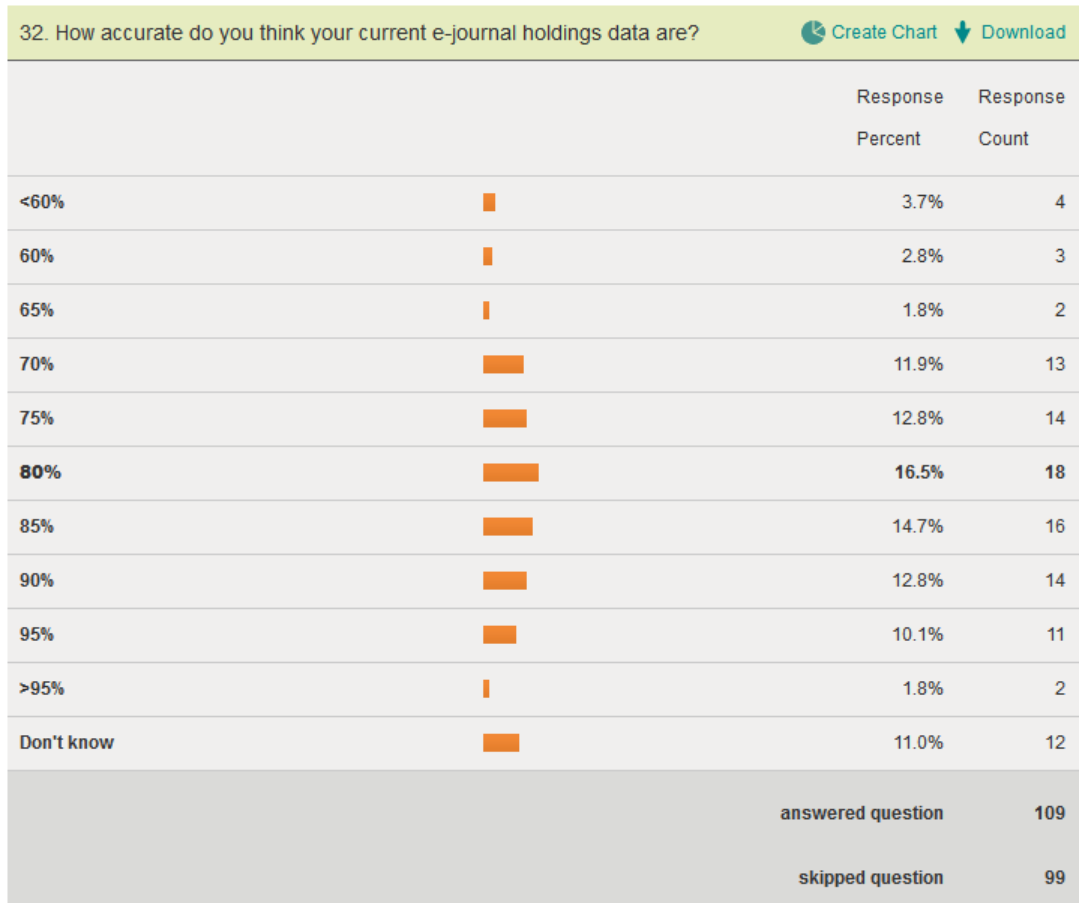 32. How accurate do you think your current e-journal holdings data are? Create Chart Download
Response Response
Percent Count
<60% 3.7% 4
60% 2.8% 3
65% 1.8% 2
70% 11.9% 13
75% 12.8% 14
80% 16.5% 18
85% 14.7% 16
90% 12.8% 14
95% 10.1% 11
>95% 1.8% 2
Don't know 11.0% 12
answered question 109
skipped question 99